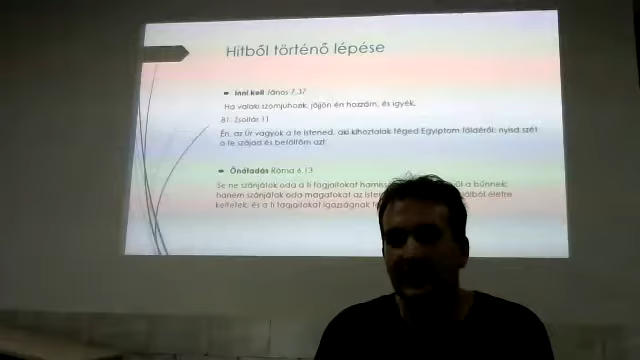 Hitből történő lépése
Inni kell János 7,37
Ha valaki szomjuhozik, jöjjön én hozzám, és igyék.
81. Zsoltár 11
Én, az Úr vagyok a te Istened, aki kihoztalak téged Egyiptom földéről; nyisd szét
a te szájad és betöltöm azt
Önátadás Róma 6,13
Se ne szánjátok oda a ti tagjaitokat a bűnnek;
hanem szánjátok oda magatokat az életre
keltetek, és a ti tagjaitokat igazságnak